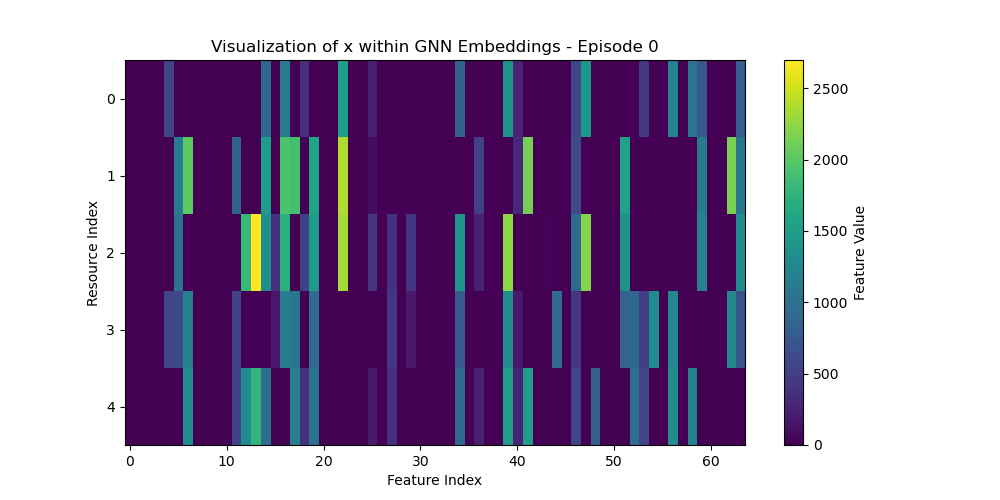 Visualization of x within GNN Embeddings - Episode 0
Resource Index
0
1
2
3
4
0 10 20 30 40 50 60
Feature Index
2500
2000
1500
1000
500
0
Feature Value